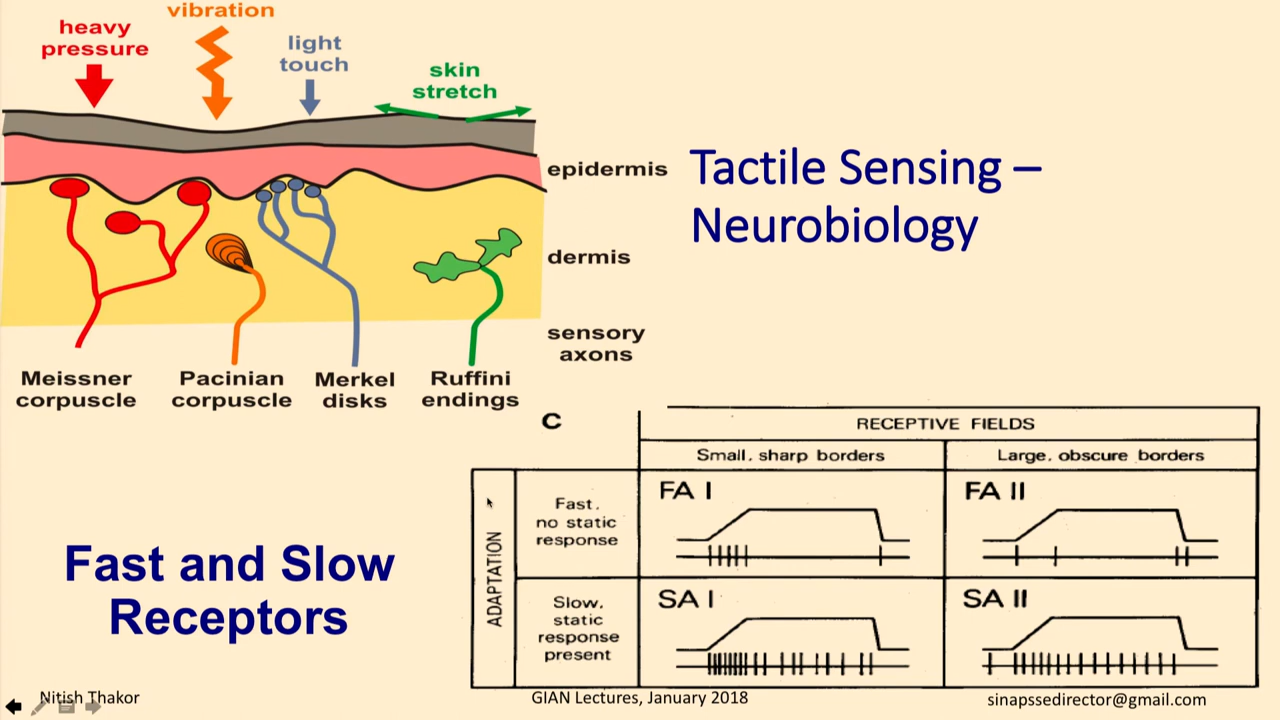 heavy
pressure
vibration
light
touch
skin
stretch
epidermis
dermis
sensory
axons
Meissner
corpuscle
Pacinian
corpuscle
Merkel
disks
Ruffini
endings
Tactile Sensing –
Neurobiology
Fast and Slow
Receptors
C
RECEPTIVE FIELDS
Small, sharp borders
Large, obscure borders
ADAPTATION
Fast,
no static
response
FA I
FA II
Slow,
static
response
present
SA I
SA II
Nitish Thakor
GIAN Lectures, January 2018
sinapssedirector@gmail.com